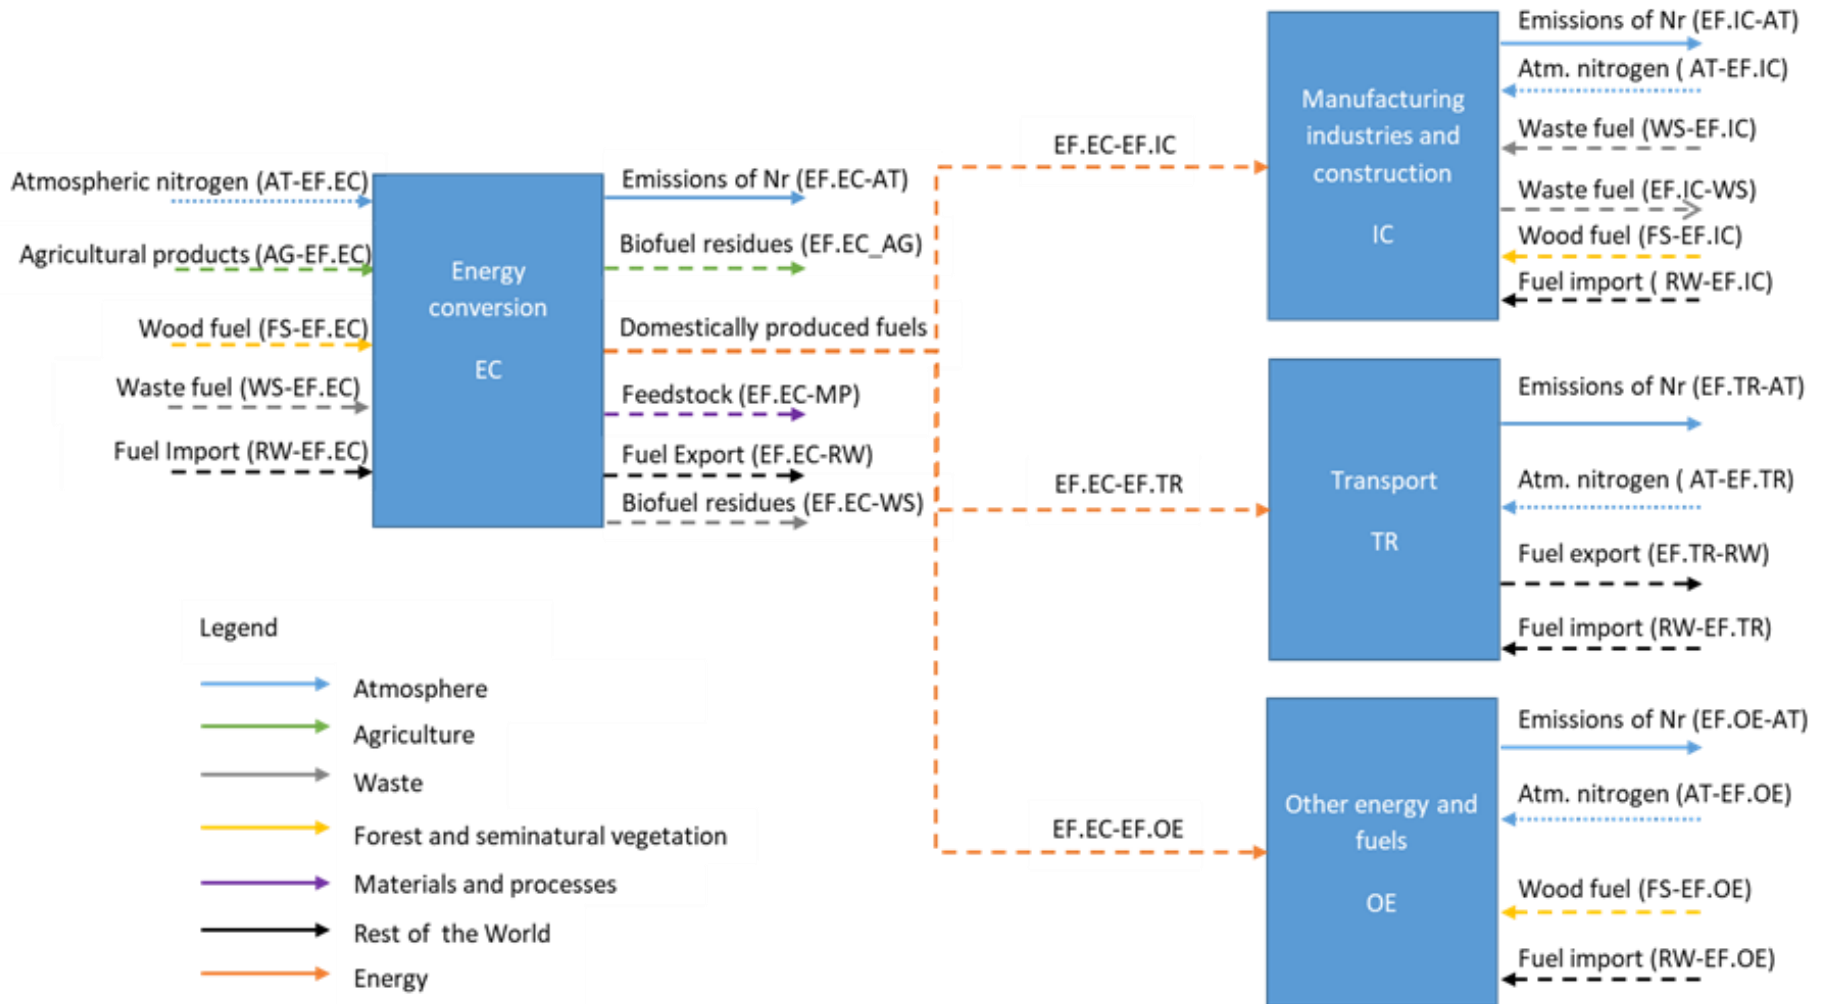 Atmospheric nitrogen (AT-EF.EC)
Agricultural products (AG-EF.EC)
Wood fuel (FS-EF.EC)
Waste fuel (WS-EF.EC)
Fuel Import (RW-EF.EC)
Energy
conversion
EC
Emissions of Nr (EF.EC-AT)
Biofuel residues (EF.EC_AG)
Domestically produced fuels
Feedstock (EF.EC-MP)
Fuel Export (EF.EC-RW)
Biofuel residues (EF.EC-WS)
EF.EC-EF.IC
EF.EC-EF.TR
EF.EC-EF.OE
Manufacturing
industries and
construction
IC
Emissions of Nr (EF.IC-AT)
Atm. nitrogen ( AT-EF.IC)
Waste fuel (WS-EF.IC)
Waste fuel (EF.IC-WS)
Wood fuel (FS-EF.IC)
Fuel import ( RW-EF.IC)
Transport
TR
Emissions of Nr (EF.TR-AT)
Atm. nitrogen ( AT-EF.TR)
Fuel export (EF.TR-RW)
Fuel import (RW-EF.TR)
Other energy and
fuels
OE
Emissions of Nr (EF.OE-AT)
Atm. nitrogen (AT-EF.OE)
Wood fuel (FS-EF.OE)
Fuel import (RW-EF.OE)
Legend
Atmosphere
Agriculture
Waste
Forest and seminatural vegetation
Materials and processes
Rest of the World
Energy